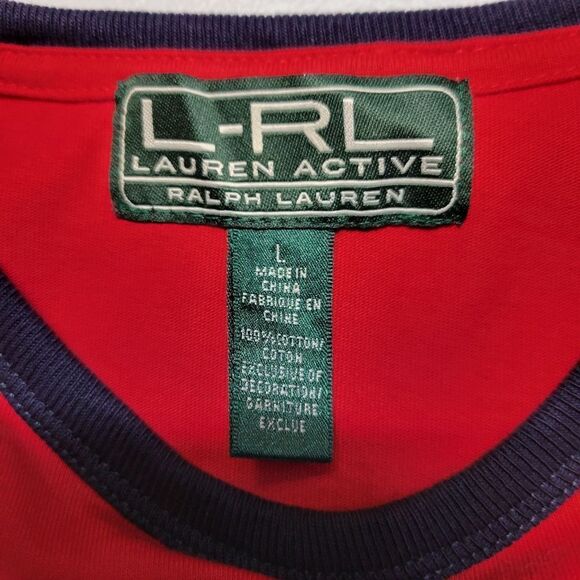 L-RL
LAUREN ACTIVE
RALPH LAUREN
L
MADE IN
CHINA
FABRIQUE EN
CHINE
100% COTTON/
COTON
EXCLUSIVE OF
DECORATION/
GARNITURE
EXCLUE